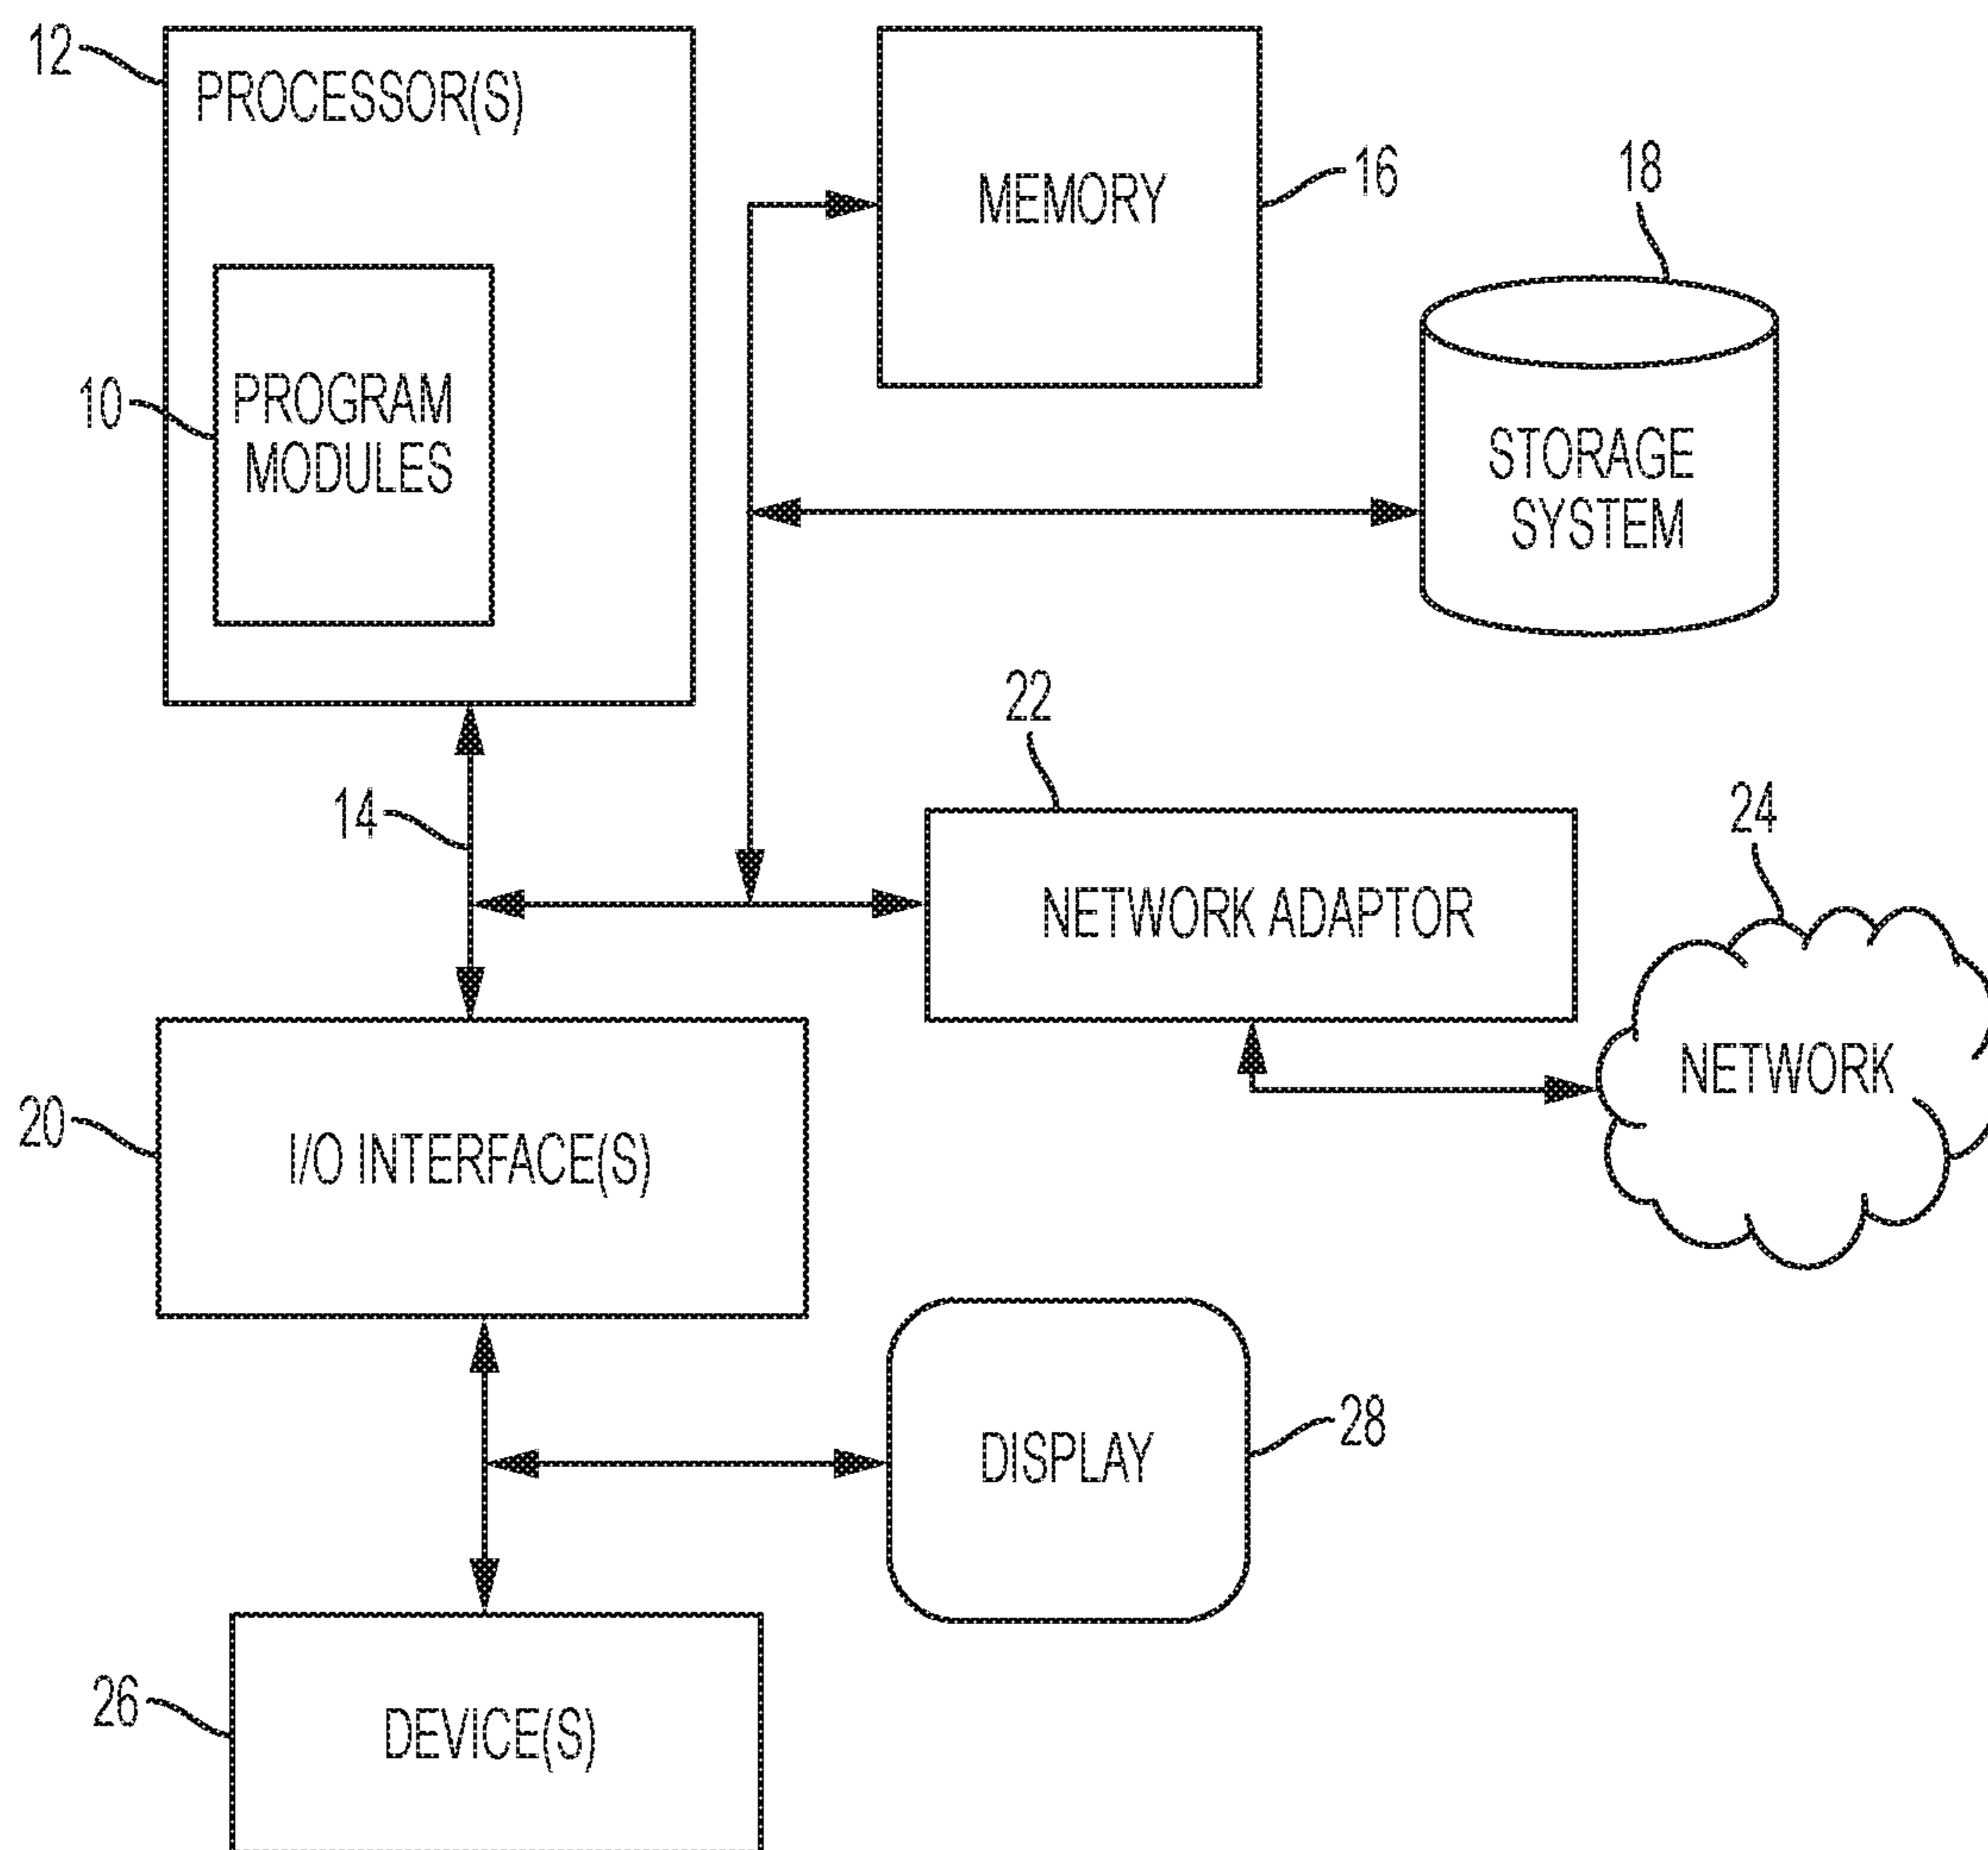 12
PROCESSOR(S)
MEMORY
16
18
10
PROGRAM
MODULES
STORAGE
SYSTEM
22
14
24
NETWORK ADAPTOR
NETWORK
20
I/O INTERFACE(S)
28
DISPLAY
26
DEVICE(S)